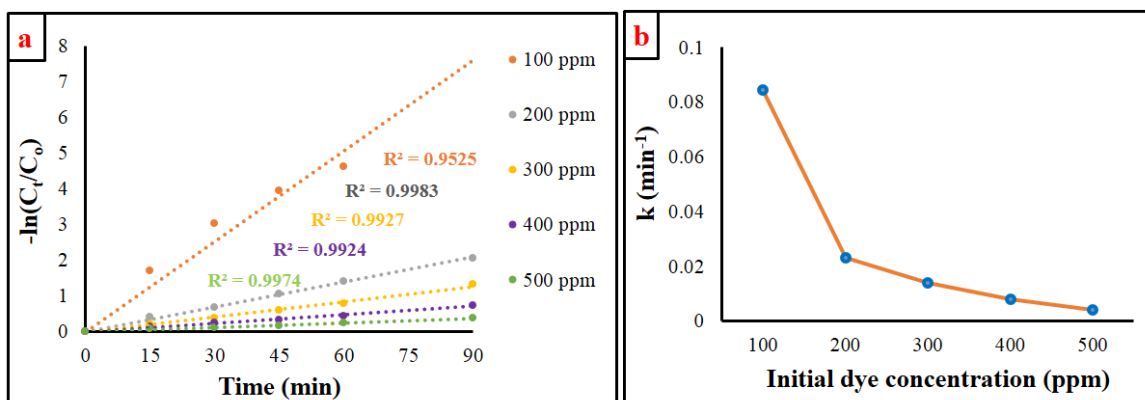 a
8
7
6
5
4
3
2
1
0
-ln(Cₜ/Cₒ)
0 15 30 45 60 75 90
Time (min)
R² = 0.9525
R² = 0.9983
R² = 0.9927
R² = 0.9924
R² = 0.9974
100 ppm
200 ppm
300 ppm
400 ppm
500 ppm
b
0.1
0.08
0.06
0.04
0.02
0
k (min⁻¹)
100 200 300 400 500
Initial dye concentration (ppm)